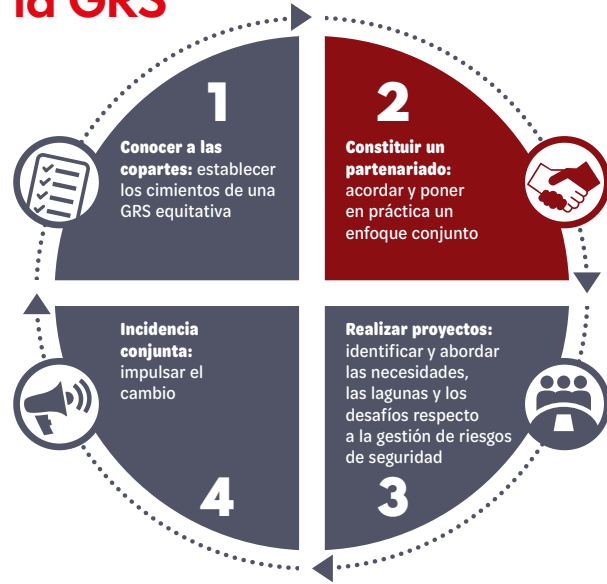 la GRS
1
Conocer a las
copartes: establecer
los cimientos de una
GRS equitativa
2
Constituir un
partenariado:
acordar y poner
en práctica un
enfoque conjunto
Incidencia
conjunta:
impulsar el
cambio
4
Realizar proyectos:
identificar y abordar
las necesidades,
las lagunas y los
desafíos respecto
a la gestión de riesgos
de seguridad
3